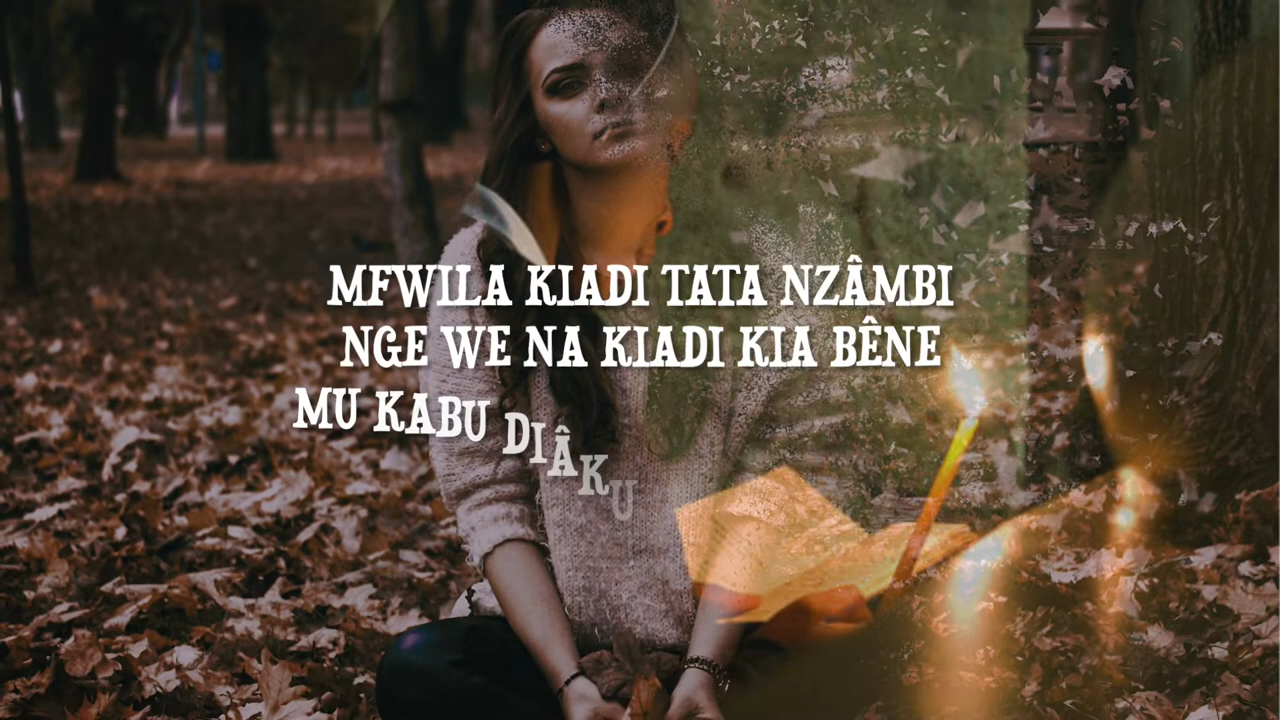 MFWILA KIADI TATA NZÂMBI
NGE WE NA KIADI KIA BÊNE
MU KABU DIÂKU